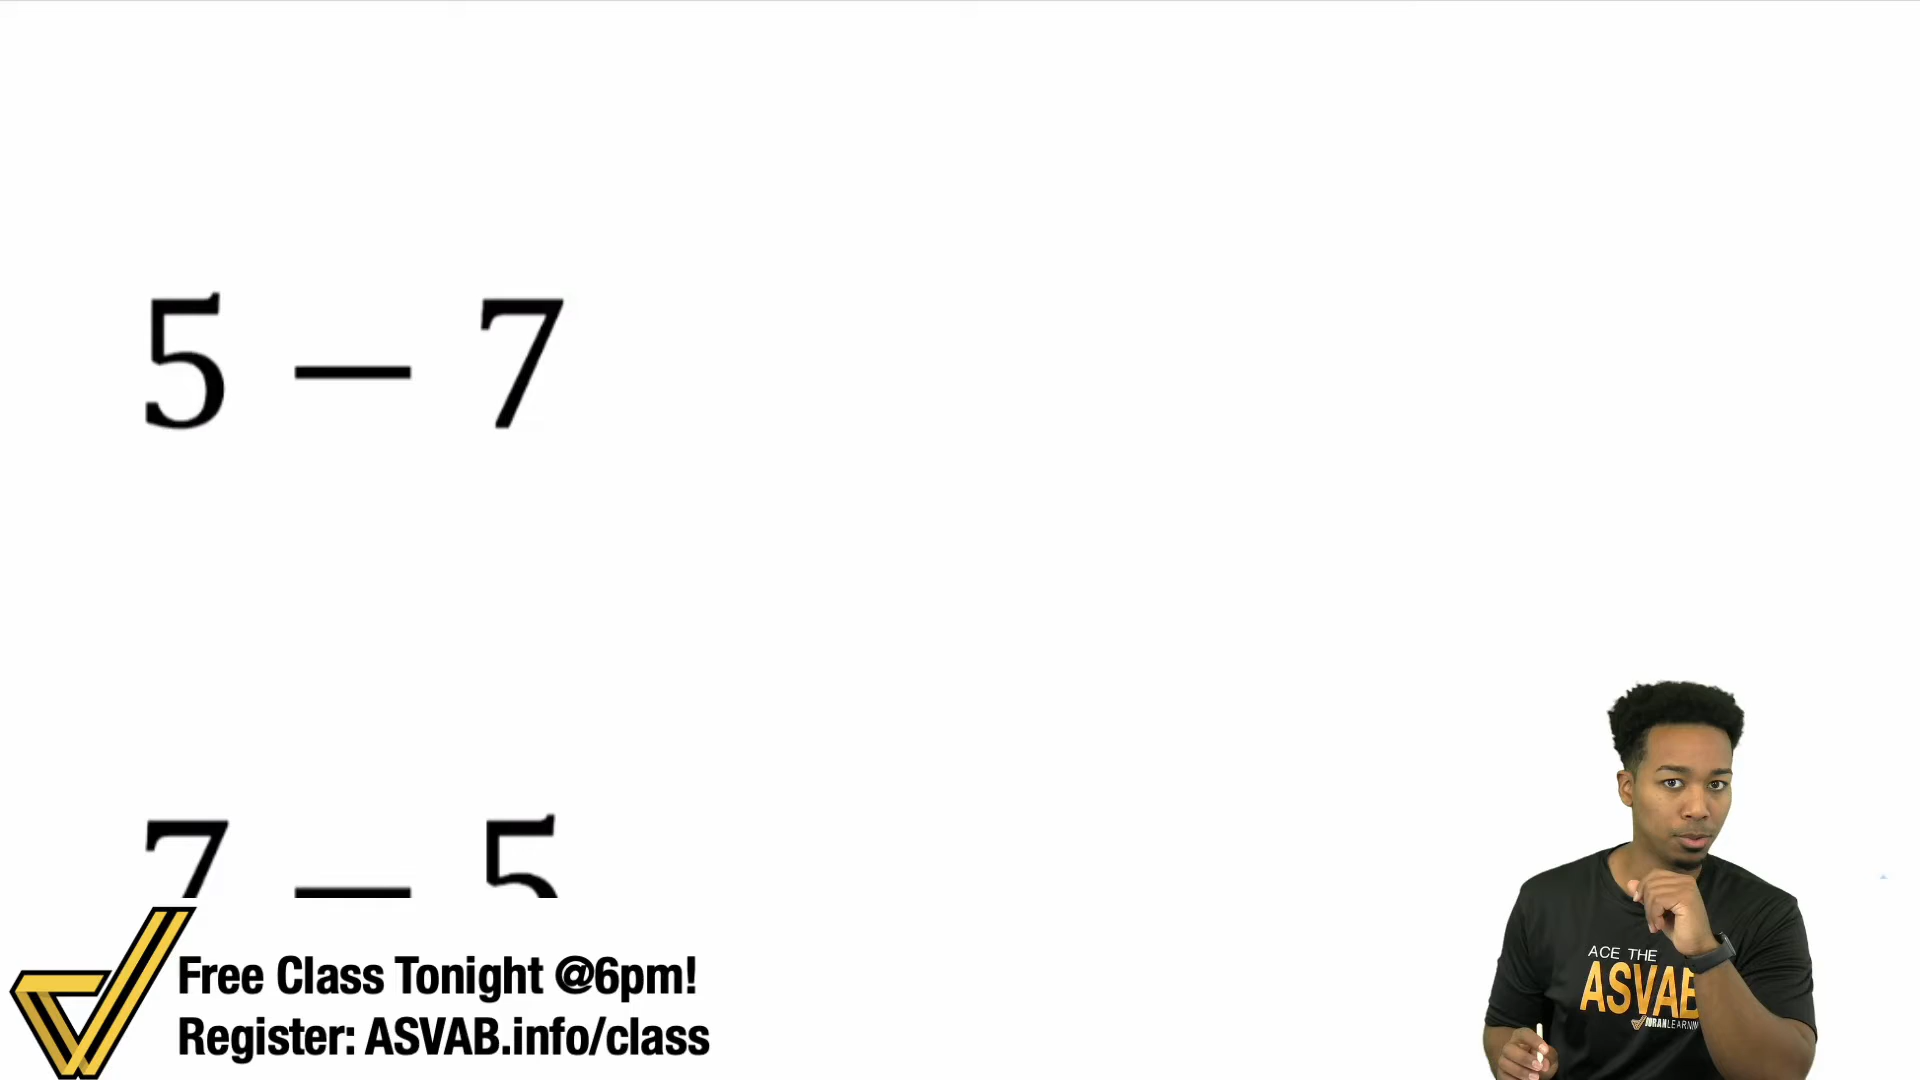 5 − 7
7 − 5
Free Class Tonight @6pm!
Register: ASVAB.info/class
ACE THE
ASVAB